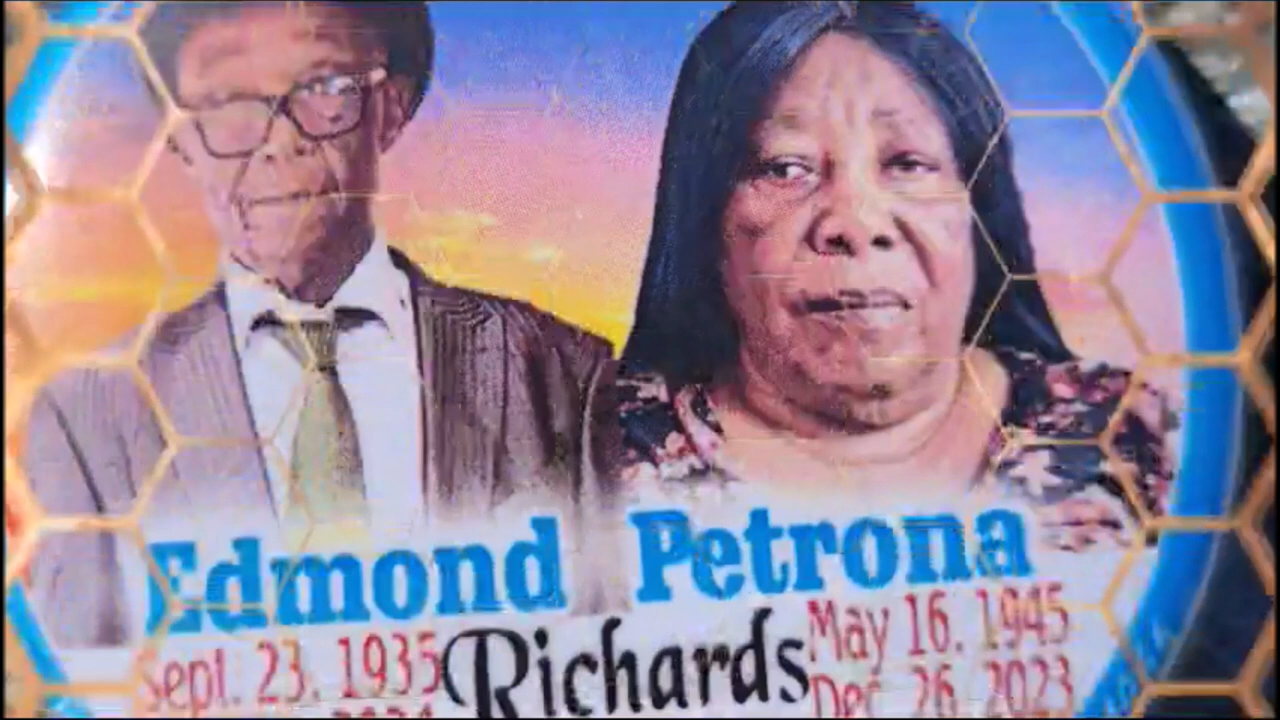 Edmond Petrona
Sept. 23. 1935 Richards May 16. 1945
Dec. 26. 2023